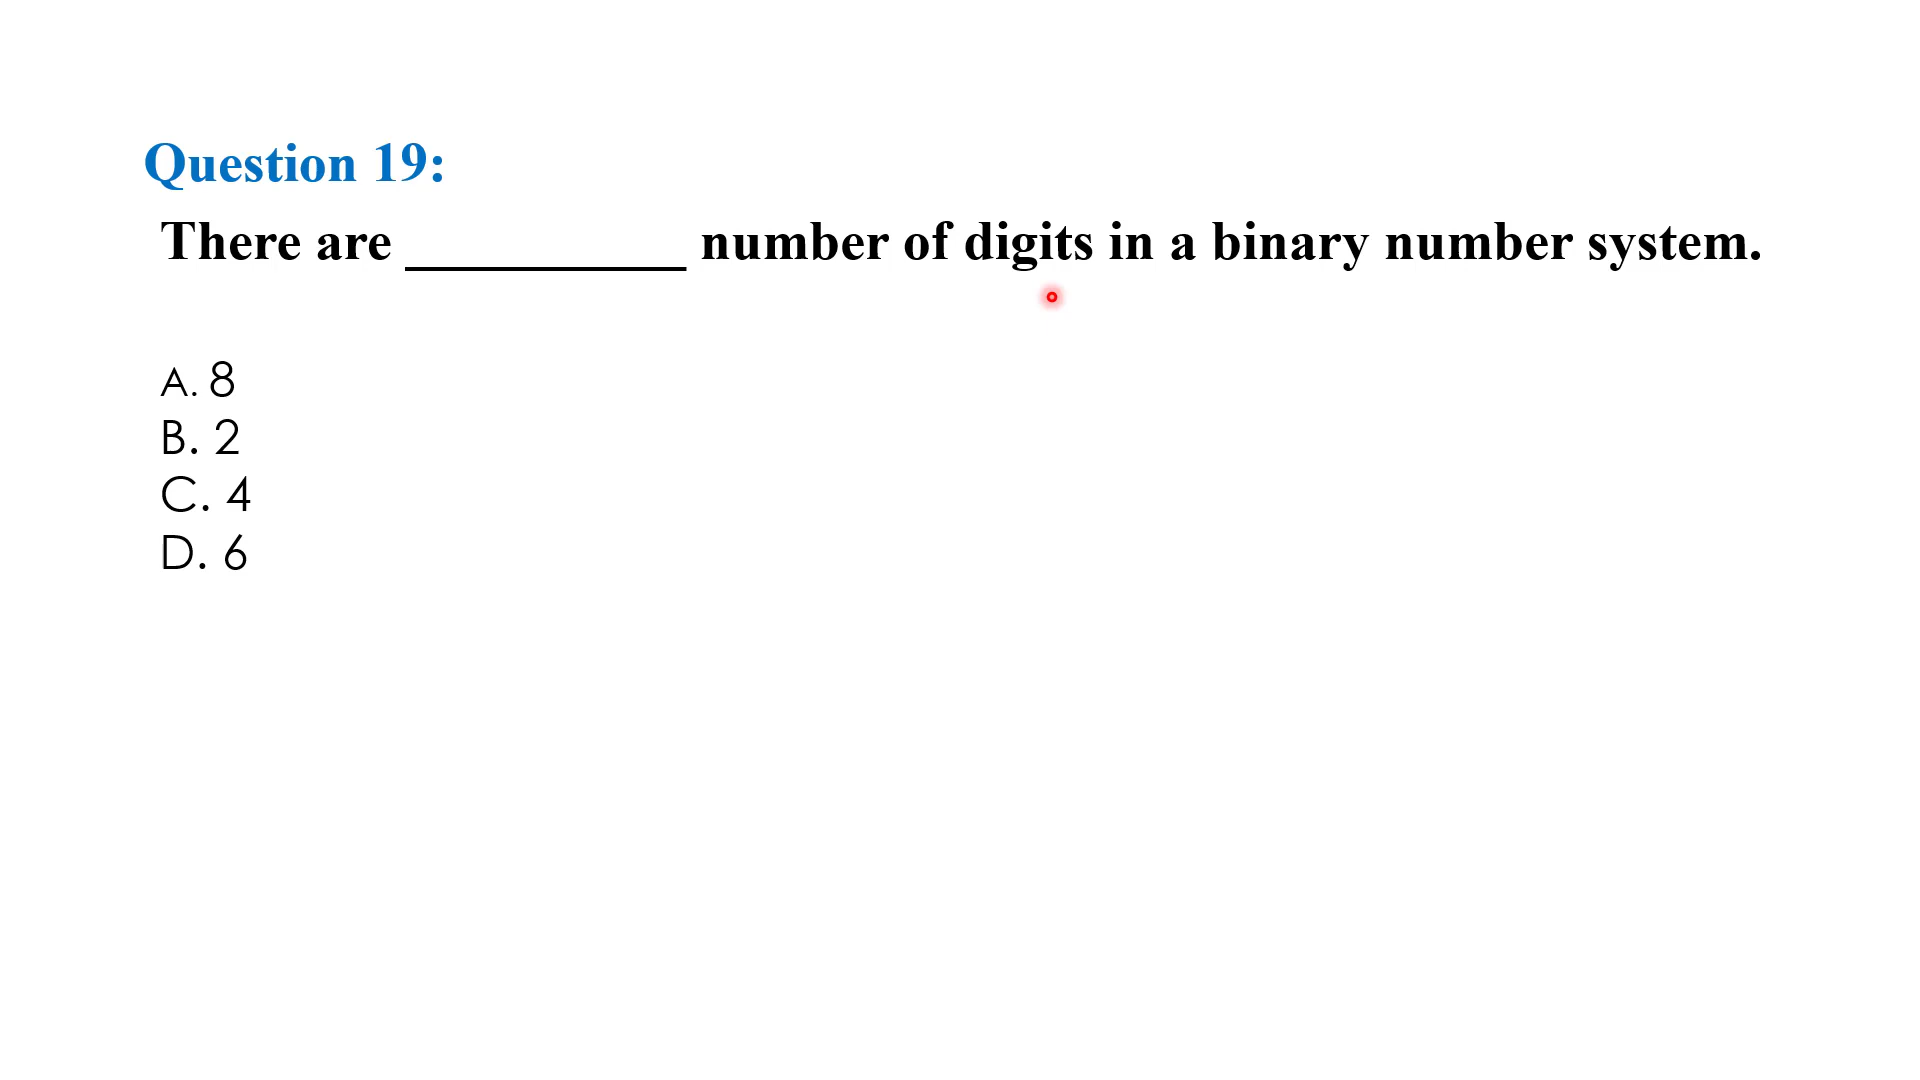 Question 19:
There are __________ number of digits in a binary number system.
A. 8
B. 2
C. 4
D. 6